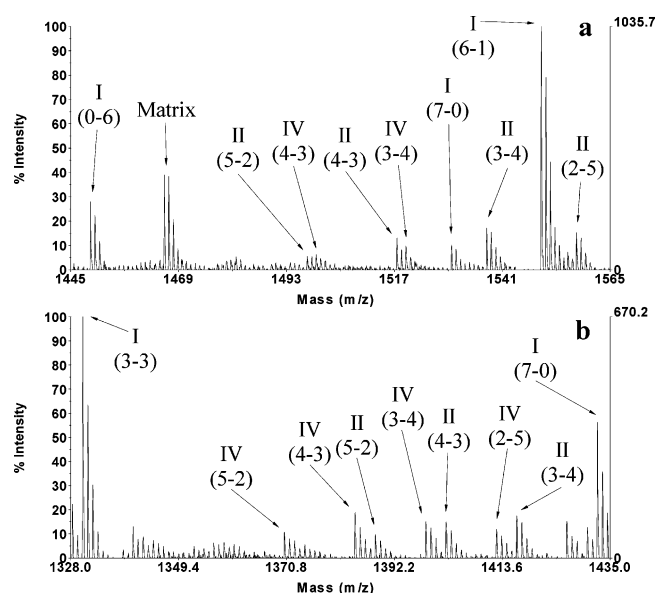 a
1035.7
I
(6-1)
I
(0-6)
Matrix
II
(5-2)
IV
(4-3)
II
(4-3)
IV
(3-4)
I
(7-0)
II
(3-4)
II
(2-5)
100
90
80
70
60
50
40
30
20
10
0
% Intensity
0
1445
1469
1493
1517
1541
1565
Mass (m/z)
b
670.2
I
(3-3)
I
(7-0)
IV
(5-2)
IV
(4-3)
II
(5-2)
IV
(3-4)
II
(4-3)
IV
(2-5)
II
(3-4)
100
90
80
70
60
50
40
30
20
10
0
% Intensity
0
1328.0
1349.4
1370.8
1392.2
1413.6
1435.0
Mass (m/z)